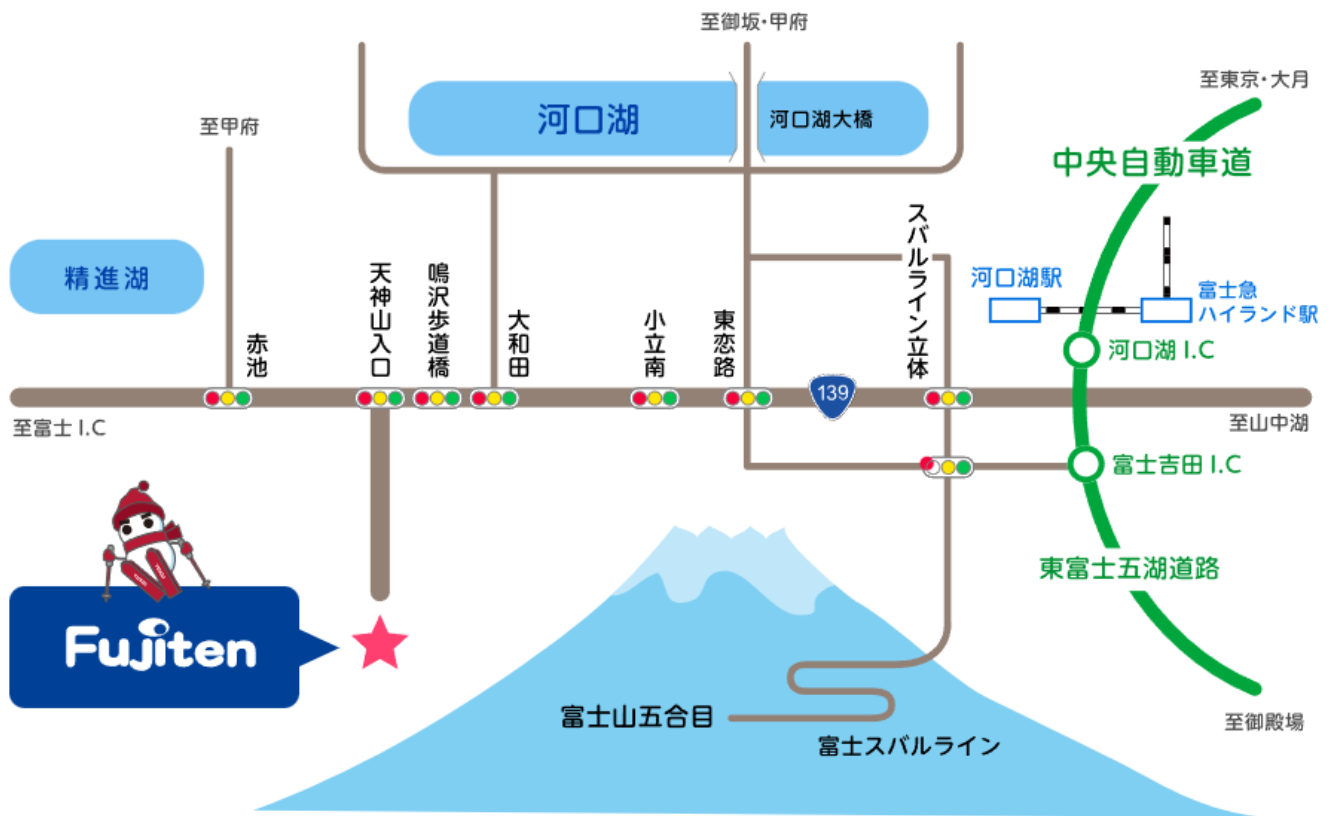 至御坂・甲府
至東京・大月
河口湖
河口湖大橋
至甲府
中央自動車道
精進湖
スバルライン立体
天神山入口
鳴沢歩道橋
河口湖駅
富士急
ハイランド駅
大和田
小立南
東恋路
赤池
河口湖 I.C
139
至富士 I.C
至山中湖
富士吉田 I.C
東富士五湖道路
Fujiten
富士山五合目
至御殿場
富士スバルライン